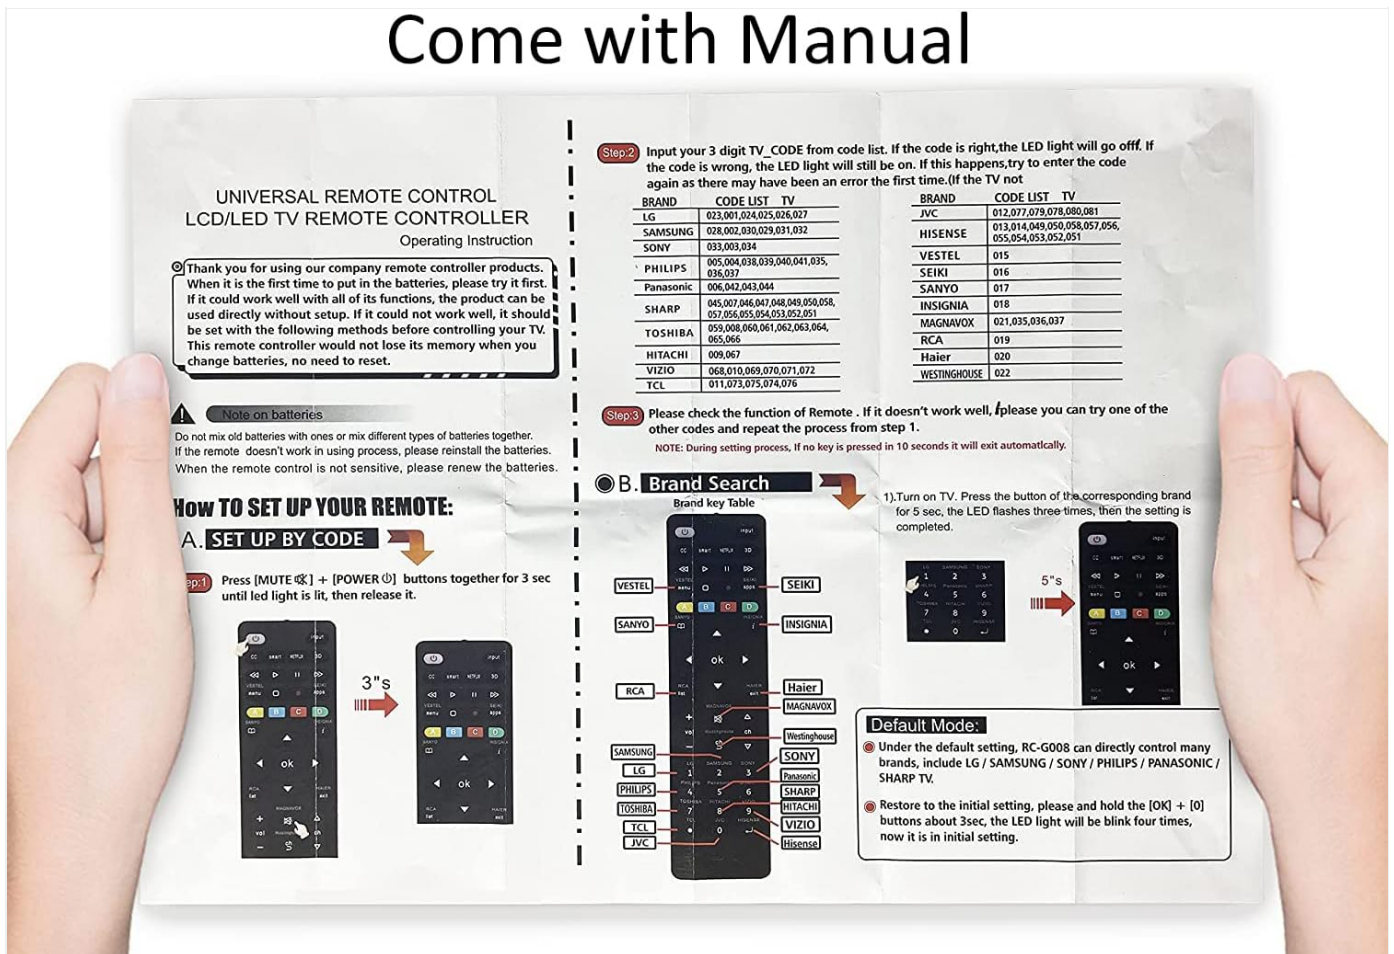 Come with Manual
UNIVERSAL REMOTE CONTROL
LCD/LED TV REMOTE CONTROLLER
Operating Instruction
Thank you for using our company remote controller products.
When it is the first time to put in the batteries, please try it first.
If it could work well with all of its functions, the product can be
used directly without setup. If it could not work well, it should
be set with the following methods before controlling your TV.
This remote controller would not lose its memory when you
change batteries, no need to reset.
Note on batteries
Do not mix old batteries with ones or mix different types of batteries together.
If the remote doesn't work in using process, please reinstall the batteries.
When the remote control is not sensitive, please renew the batteries.
How TO SET UP YOUR REMOTE:
A. SET UP BY CODE
ep:1 Press [MUTE] + [POWER] buttons together for 3 sec
until led light is lit, then release it.
3"s
Step:2 Input your 3 digit TV_CODE from code list. If the code is right,the LED light will go offf. If
the code is wrong, the LED light will still be on. If this happens,try to enter the code
again as there may have been an error the first time.(If the TV not
BRAND CODE LIST TV
LG 023,001,024,025,026,027
SAMSUNG 028,002,030,029,031,032
SONY 033,003,034
PHILIPS 005,004,038,039,040,041,035,
036,037
Panasonic 006,042,043,044
SHARP 045,007,046,047,048,049,050,058,
057,056,055,054,053,052,051
TOSHIBA 059,008,060,061,062,063,064,
065,066
HITACHI 009,067
VIZIO 068,010,069,070,071,072
TCL 011,073,075,074,076
BRAND CODE LIST TV
JVC 012,077,079,078,080,081
HISENSE 013,014,049,050,058,057,056,
055,054,053,052,051
VESTEL 015
SEIKI 016
SANYO 017
INSIGNIA 018
MAGNAVOX 021,035,036,037
RCA 019
Haier 020
WESTINGHOUSE 022
Step:3 Please check the function of Remote . If it doesn't work well, please you can try one of the
other codes and repeat the process from step 1.
NOTE: During setting process, If no key is pressed in 10 seconds it will exit automatlcally.
B. Brand Search
Brand key Table
VESTEL
SEIKI
SANYO
INSIGNIA
RCA
Haier
MAGNAVOX
Westinghouse
SAMSUNG
SONY
LG
Panasonic
PHILIPS
SHARP
TOSHIBA
HITACHI
TCL
VIZIO
JVC
Hisense
1).Turn on TV. Press the button of the corresponding brand
for 5 sec, the LED flashes three times, then the setting is
completed.
5"s
Default Mode:
Under the default setting, RC-G008 can directly control many
brands, include LG / SAMSUNG / SONY / PHILIPS / PANASONIC /
SHARP TV.
Restore to the initial setting, please and hold the [OK] + [0]
buttons about 3sec, the LED light will be blink four times,
now it is in initial setting.